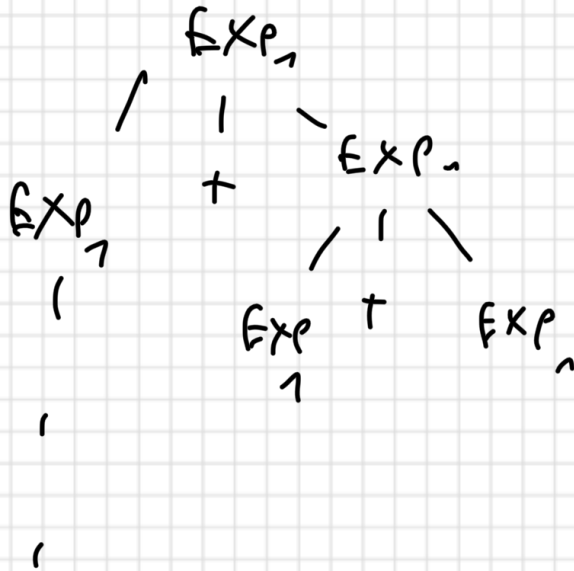 Exp₁
+ Exp₁
Exp₁
Exp₁ + Exp₁